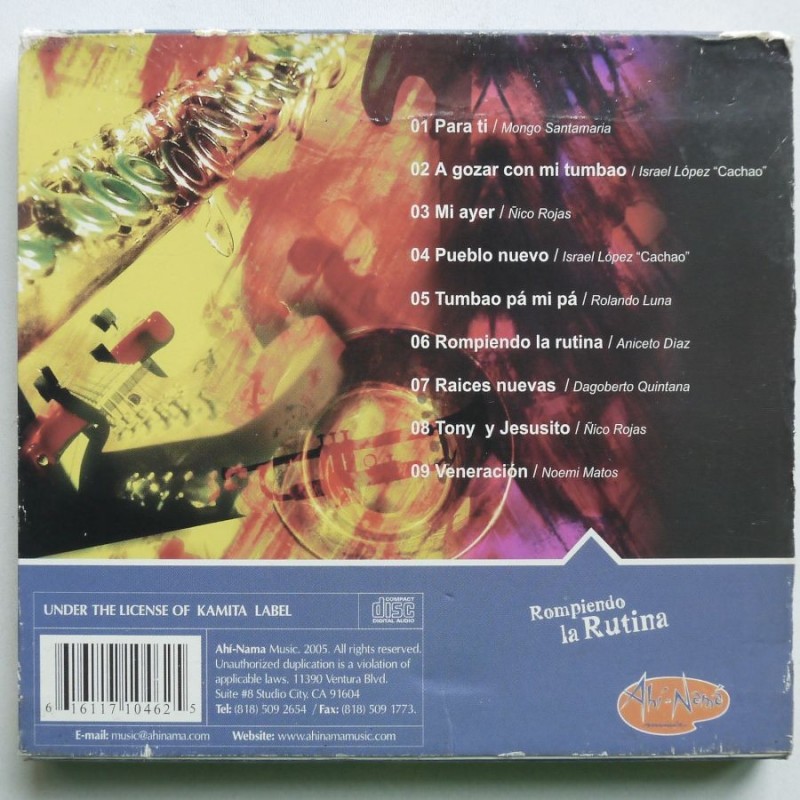 01 Para ti / Mongo Santamaria
02 A gozar con mi tumbao / Israel López "Cachao"
03 Mi ayer / Ñico Rojas
04 Pueblo nuevo / Israel López "Cachao"
05 Tumbao pá mi pá / Rolando Luna
06 Rompiendo la rutina / Aniceto Diaz
07 Raices nuevas / Dagoberto Quintana
08 Tony y Jesusito / Ñico Rojas
09 Veneración / Noemi Matos
UNDER THE LICENSE OF KAMITA LABEL
COMPACT
disc
DIGITAL AUDIO
Ahí-Nama Music. 2005. All rights reserved.
Unauthorized duplication is a violation of
applicable laws. 11390 Ventura Blvd.
Suite #8 Studio City. CA 91604
Tel: (818) 509 2654 / Fax: (818) 509 1773.
6 16117 10462 5
E-mail: music@ahinama.com Website: www.ahinamamusic.com
Rompiendo
la Rutina
Ahí-Namá